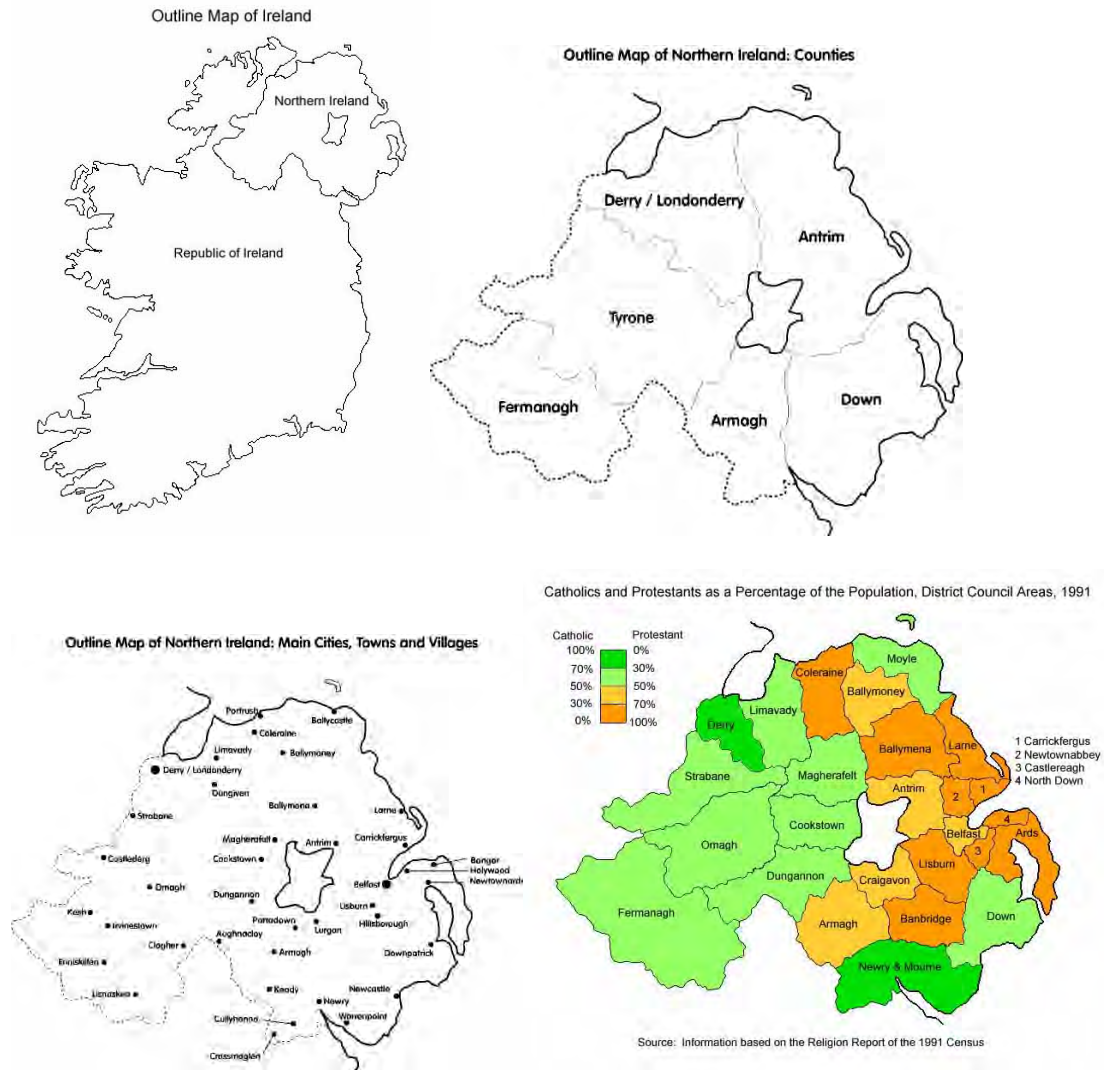 Outline Map of Ireland
Northern Ireland
Republic of Ireland
Outline Map of Northern Ireland: Counties
Derry / Londonderry
Antrim
Tyrone
Fermanagh
Armagh
Down
Outline Map of Northern Ireland: Main Cities, Towns and Villages
Portrush
Ballycastle
Coleraine
Limavady
Ballymoney
Derry / Londonderry
Dungiven
Ballymena
Larne
Strabane
Magherafelt
Antrim
Carrickfergus
Castlederg
Cookstown
Bangor
Holywood
Newtownards
Omagh
Belfast
Dungannon
Lisburn
Kesh
Irvinestown
Portadown
Lurgan
Hillsborough
Aughnacloy
Clogher
Armagh
Downpatrick
Enniskillen
Keady
Newcastle
Lisnaskea
Newry
Cullyhanna
Warrenpoint
Crossmaglen
Catholics and Protestants as a Percentage of the Population, District Council Areas, 1991
Catholic Protestant
100% 0%
70% 30%
50% 50%
30% 70%
0% 100%
Moyle
Coleraine
Ballymoney
Limavady
Derry
Ballymena
Larne
1 Carrickfergus
2 Newtownabbey
3 Castlereagh
4 North Down
Strabane
Magherafelt
Antrim
2
1
4
Cookstown
Belfast
Ards
3
Omagh
Lisburn
Dungannon
Craigavon
Fermanagh
Armagh
Banbridge
Down
Newry & Mourne
Source: Information based on the Religion Report of the 1991 Census